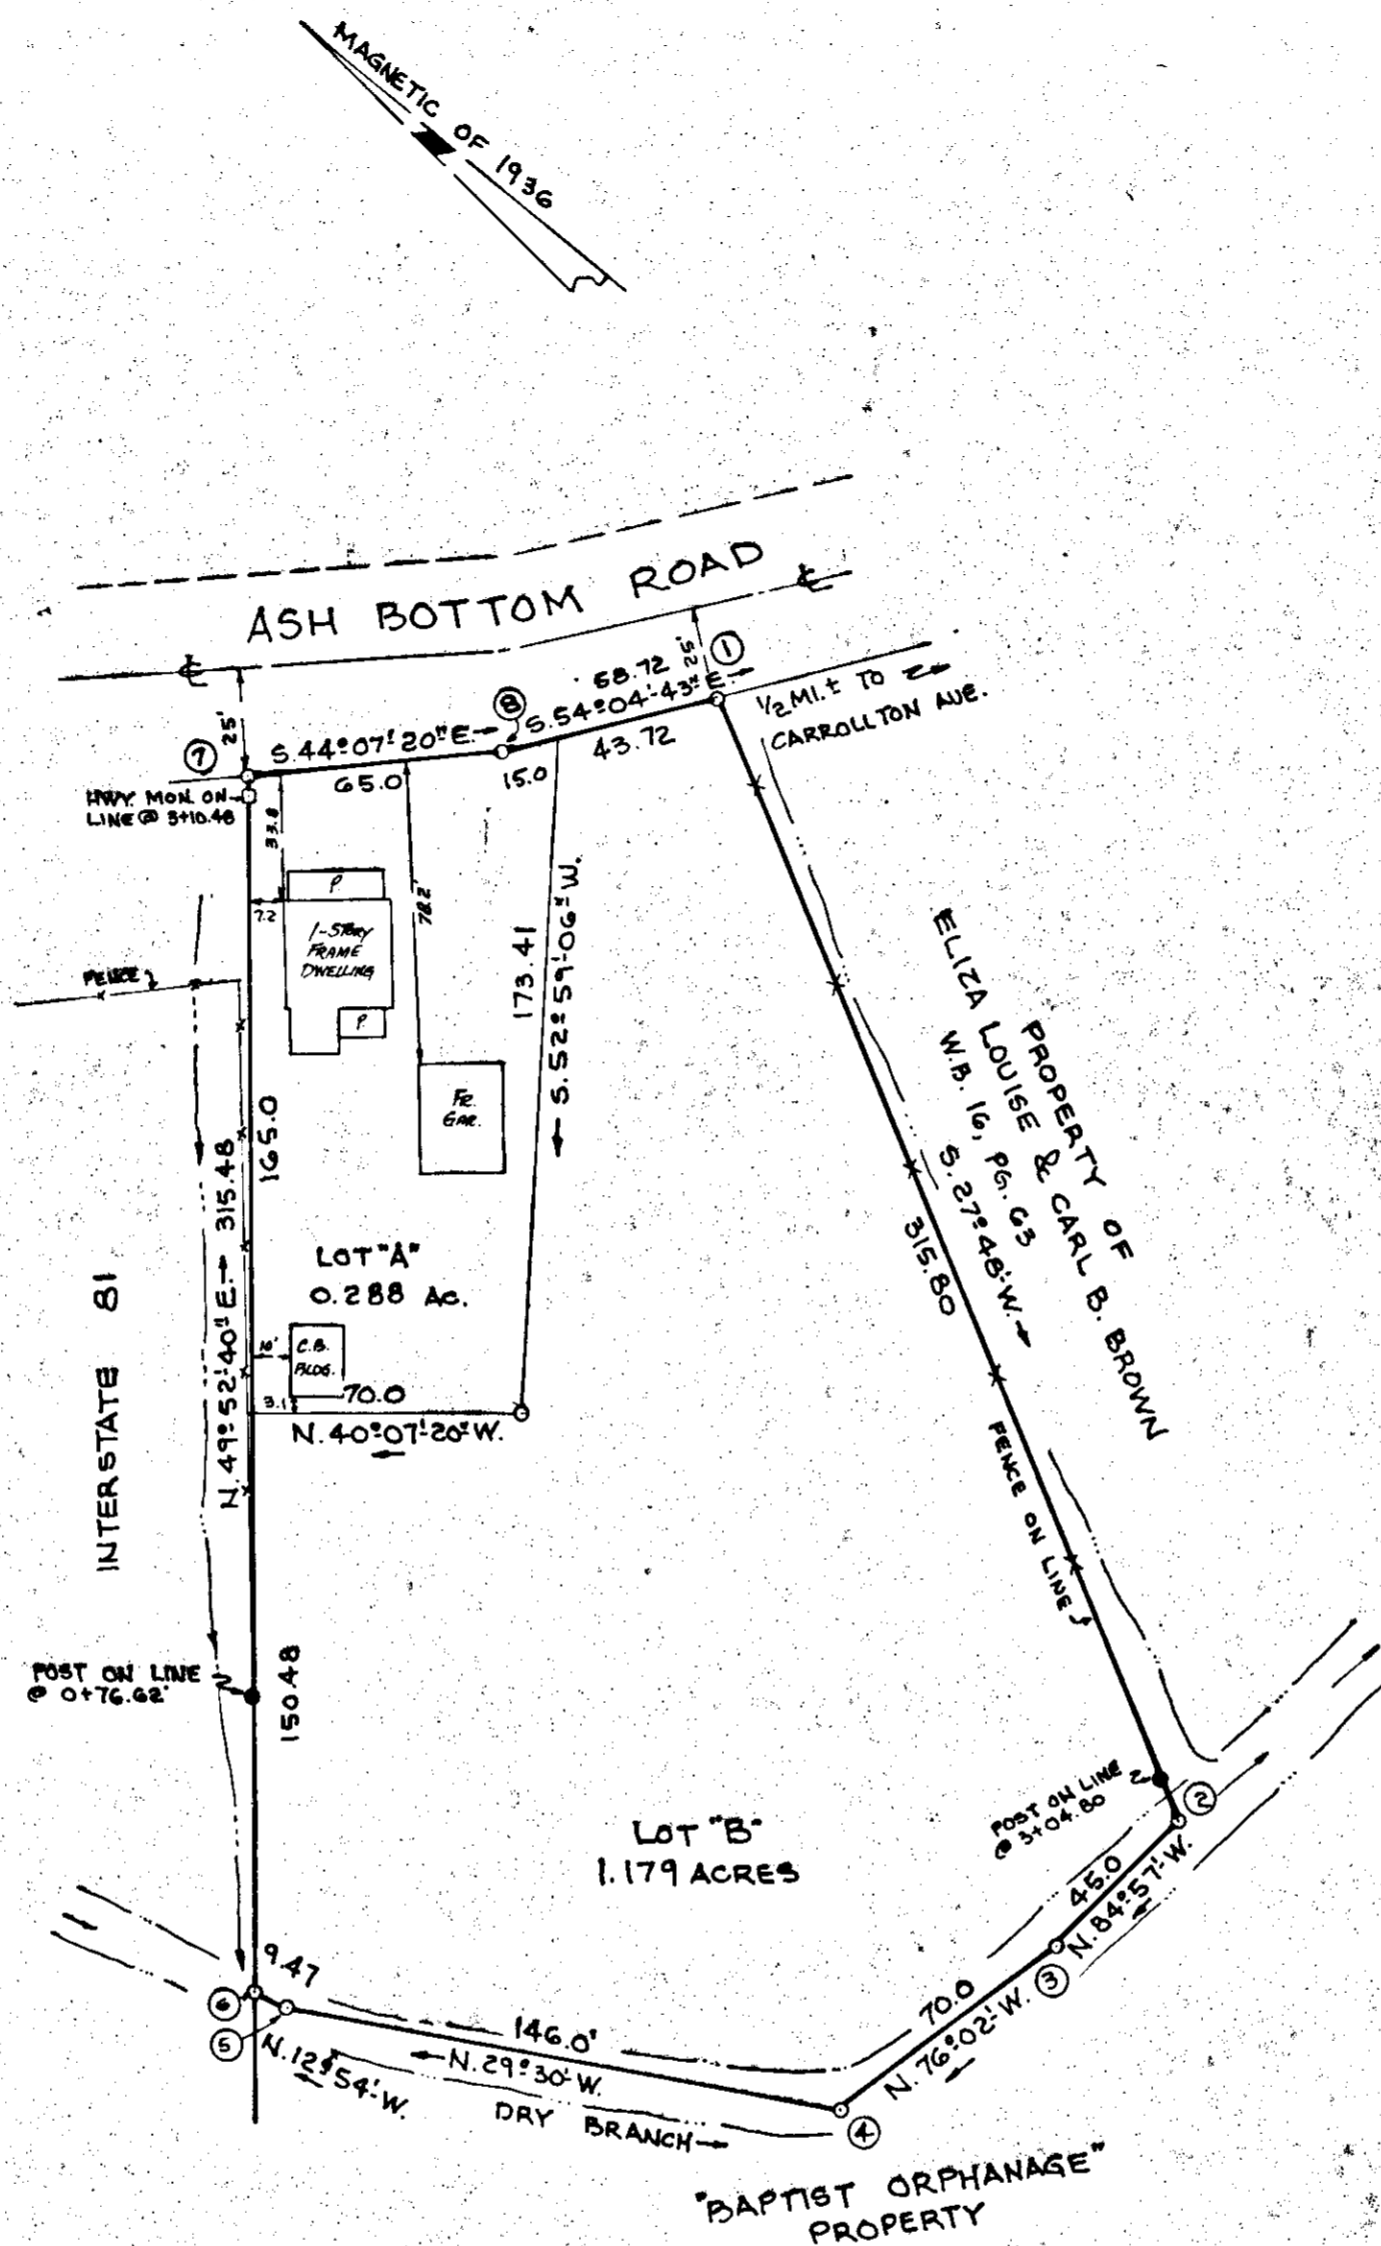 MAGNETIC OF 1936
ASH BOTTOM ROAD
℄
℄
25'
25'
58.72
S.54°04'43"E.
43.72
15.0
S.44°07'20"E.
65.0
1
8
7
1/2 MI.± TO
CARROLLTON AVE.
HWY. MON. ON
LINE @ 3+10.48
33.8
7.2
P
1-STORY
FRAME
DWELLING
P.
78.2'
FR.
GAR.
173.41
S.52°59'06"W.
FENCE
165.0
N.49°52'40"E. 315.48
INTERSTATE 81
LOT "A"
0.288 AC.
10'
C.B.
BLDG.
3.1
70.0
N.40°07'20"W.
PROPERTY OF
ELIZA LOUISE & CARL B. BROWN
W.B. 16, PG. 63
S.27°48'W.
315.80
FENCE ON LINE
POST ON LINE
@ 0+76.62'
150.48
LOT "B"
1.179 ACRES
POST ON LINE
@ 3+04.80
2
45.0
N.84°57'W.
3
70.0
N.76°02'W.
4
9.47
6
5
N.12°54'W.
146.0'
N.29°30'W.
DRY BRANCH
"BAPTIST ORPHANAGE"
PROPERTY